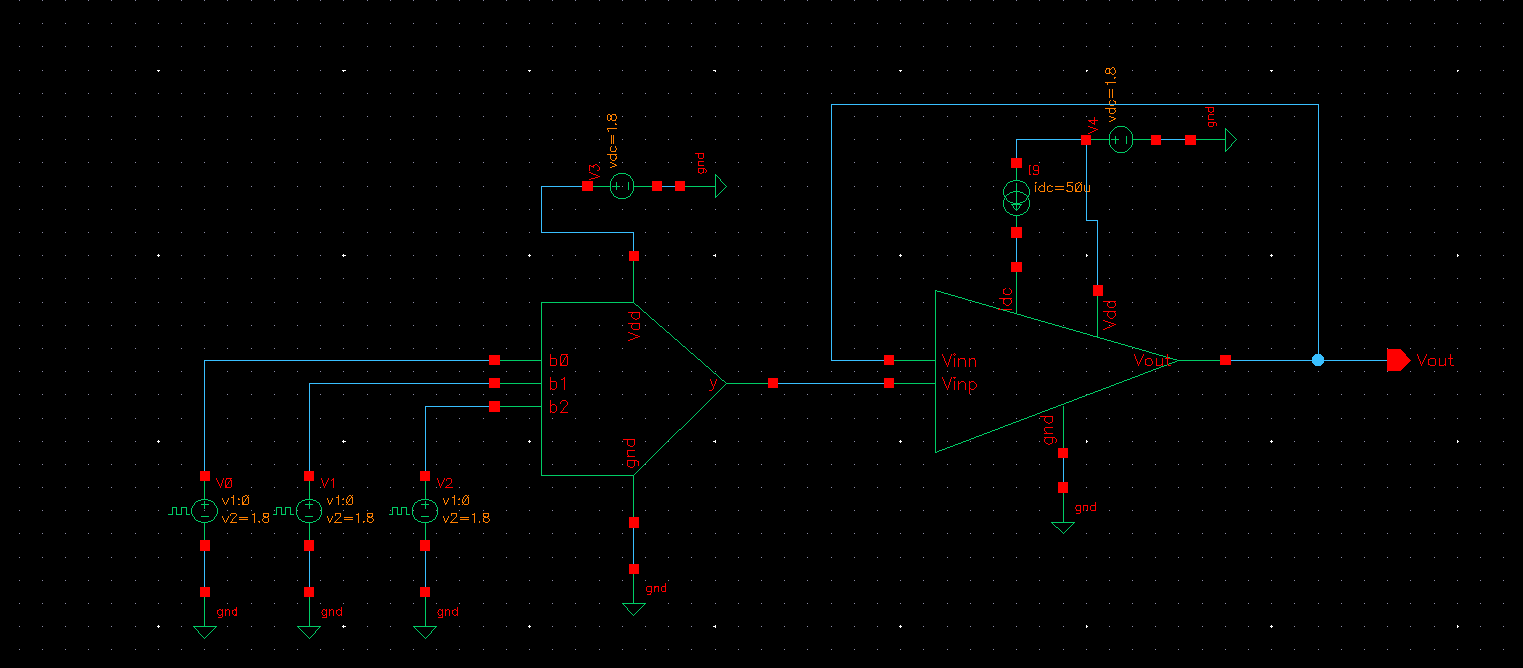 vdc=1.8
V4
gnd
vdc=1.8
V3
gnd
I9
idc=50u
Idc
Vdd
Vdd
b0
b1
b2
y
gnd
Vinn
Vinp
Vout
gnd
Vout
V0
v1:0
v2=1.8
V1
v1:0
v2=1.8
V2
v1:0
v2=1.8
gnd
gnd
gnd
gnd
gnd